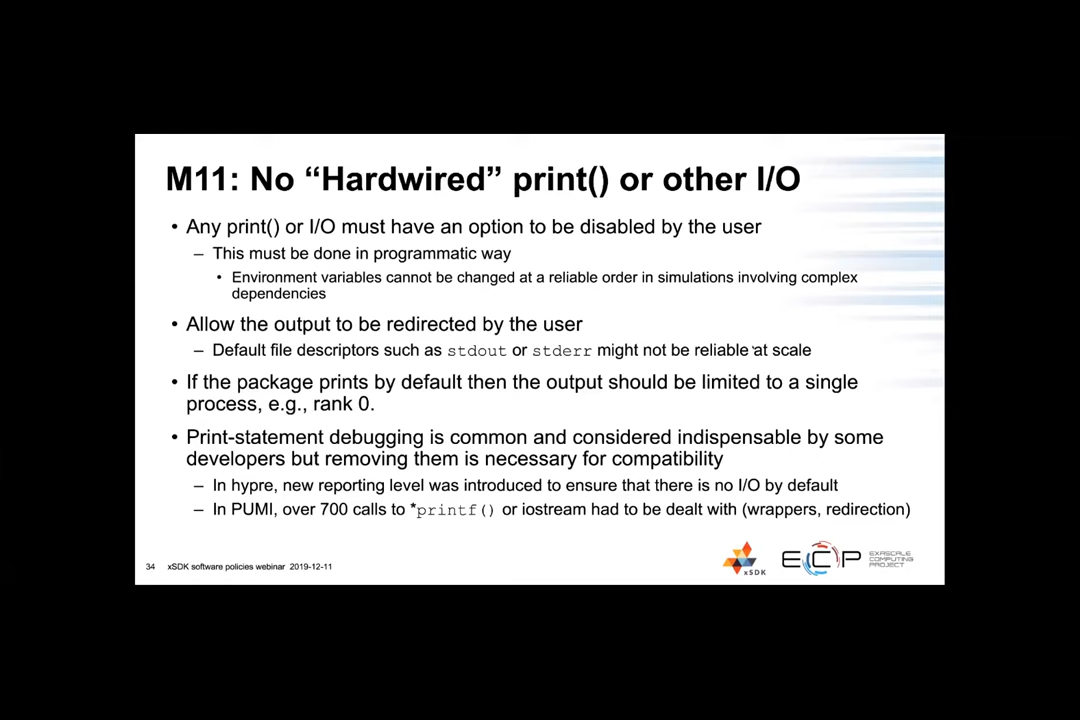 M11: No “Hardwired” print() or other I/O
• Any print() or I/O must have an option to be disabled by the user
– This must be done in programmatic way
• Environment variables cannot be changed at a reliable order in simulations involving complex
dependencies
• Allow the output to be redirected by the user
– Default file descriptors such as stdout or stderr might not be reliable at scale
• If the package prints by default then the output should be limited to a single
process, e.g., rank 0.
• Print-statement debugging is common and considered indispensable by some
developers but removing them is necessary for compatibility
– In hypre, new reporting level was introduced to ensure that there is no I/O by default
– In PUMI, over 700 calls to *printf() or iostream had to be dealt with (wrappers, redirection)
34 xSDK software policies webinar 2019-12-11
xSDK
ECP
EXASCALE
COMPUTING
PROJECT